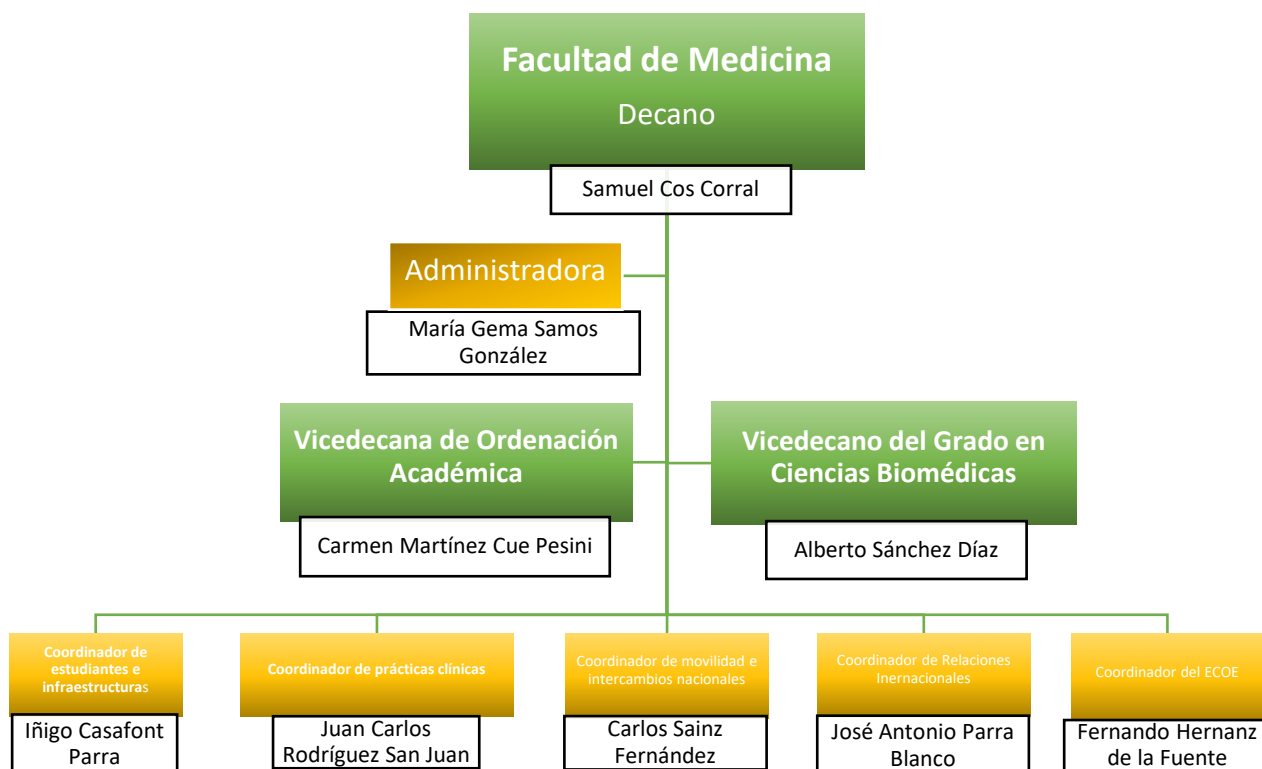 Facultad de Medicina
Decano
Samuel Cos Corral
Administradora
María Gema Samos
González
Vicedecana de Ordenación
Académica
Carmen Martínez Cue Pesini
Vicedecano del Grado en
Ciencias Biomédicas
Alberto Sánchez Díaz
Coordinador de
estudiantes e
infraestructuras
Iñigo Casafont
Parra
Coordinador de prácticas clínicas
Juan Carlos
Rodríguez San Juan
Coordinador de movilidad e
intercambios nacionales
Carlos Sainz
Fernández
Coordinador de Relaciones
Inernacionales
José Antonio Parra
Blanco
Coordinador del ECOE
Fernando Hernanz
de la Fuente